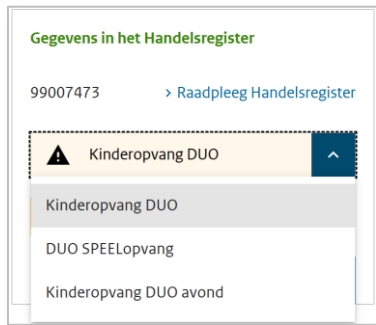 Gegevens in het Handelsregister
99007473 > Raadpleeg Handelsregister
Kinderopvang DUO
Kinderopvang DUO
DUO SPEELopvang
Kinderopvang DUO avond